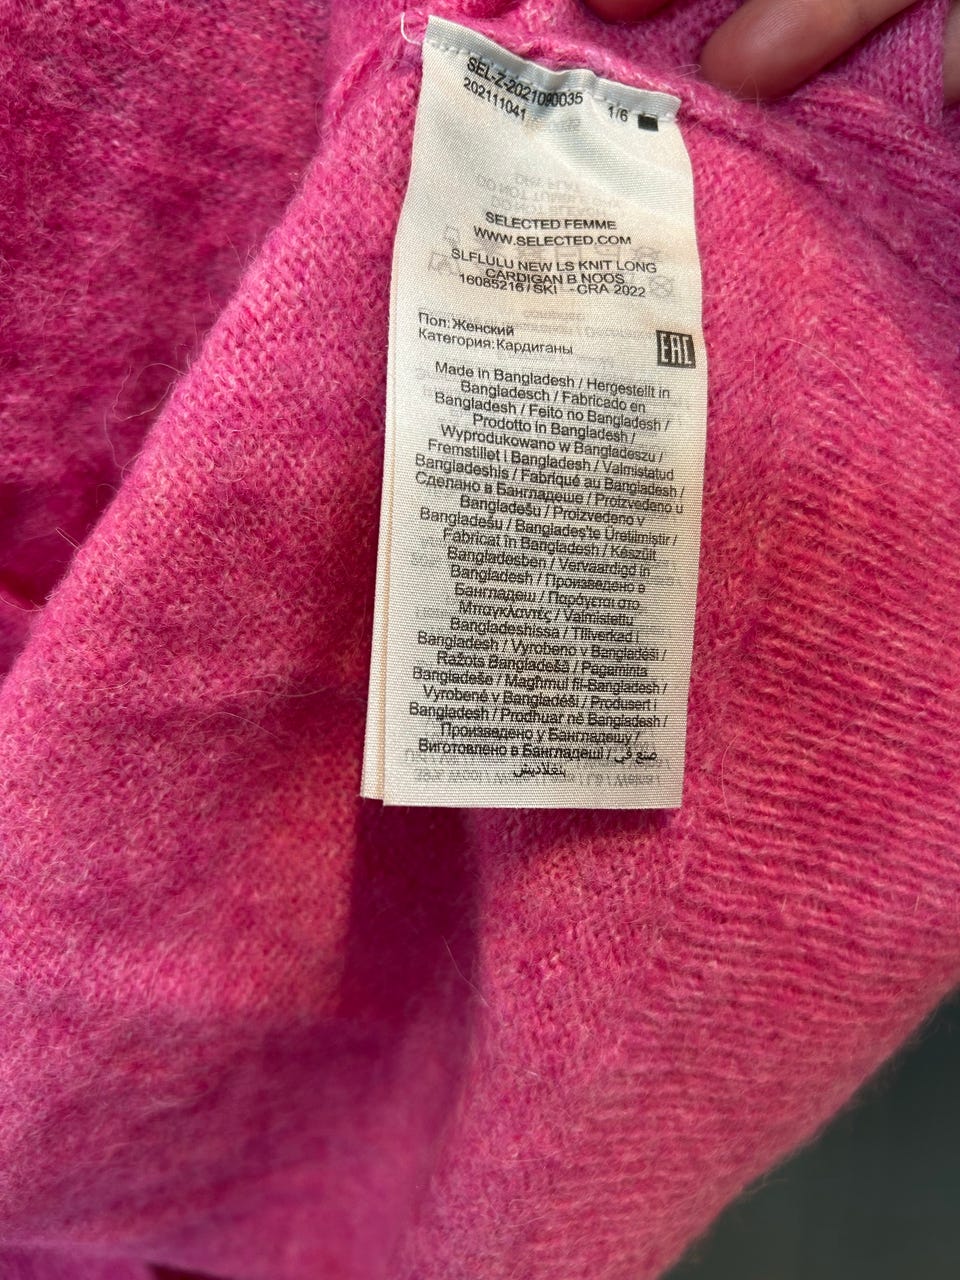 SEL-Z-2021090035
202111041 1/6
SELECTED FEMME
WWW.SELECTED.COM
SLFLULU NEW LS KNIT LONG
CARDIGAN B NOOS
16085216 / SKI - CRA 2022
Пол: Женский
Категория: Кардиганы
EAC
Made in Bangladesh / Hergestellt in
Bangladesch / Fabricado en
Bangladesh / Feito no Bangladesh /
Prodotto in Bangladesh /
Wyprodukowano w Bangladeszu /
Fremstillet i Bangladesh / Valmistatud
Bangladeshis / Fabriqué au Bangladesh /
Сделано в Бангладеше / Proizvedeno u
Bangladešu / Proizvedeno v
Bangladešu / Bangladeş'te Üretilmiştir /
Fabricat în Bangladesh / Készült
Bangladesben / Vervaardigd in
Bangladesh / Произведено в
Бангладеш / Παράγεται στο
Μπαγκλαντές / Valmistettu
Bangladeshissa / Tillverkad i
Bangladesh / Vyrobeno v Bangladéši /
Ražots Bangladešā / Pagaminta
Bangladeše / Magħmul fil-Bangladesh /
Vyrobené v Bangladéši / Produsert i
Bangladesh / Prodhuar në Bangladesh /
Произведено у Бангладешу /
Виготовлено в Бангладеші / صنع في
بنغلاديش